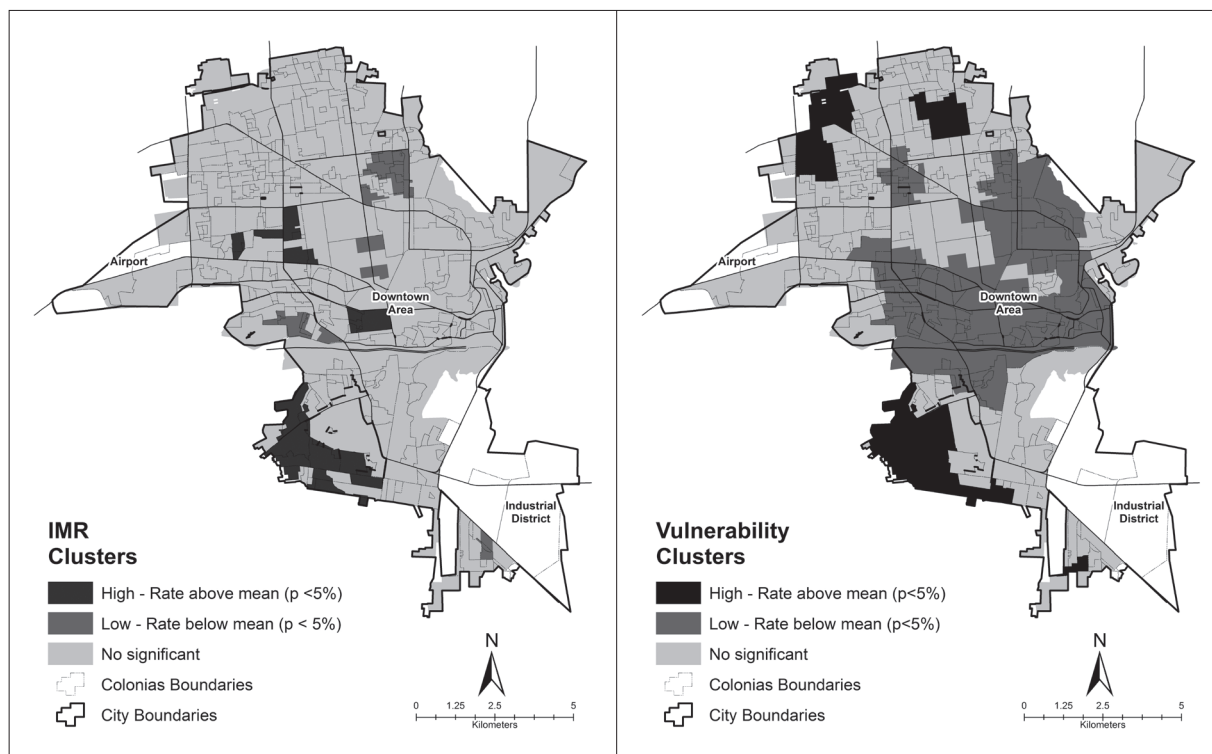 Airport
Downtown
Area
Industrial
District
IMR
Clusters
High - Rate above mean (p <5%)
Low - Rate below mean (p < 5%)
No significant
Colonias Boundaries
City Boundaries
N
0 1.25 2.5 5
Kilometers
Airport
Downtown
Area
Industrial
District
Vulnerability
Clusters
High - Rate above mean (p<5%)
Low - Rate below mean (p<5%)
No significant
Colonias Boundaries
City Boundaries
N
0 1.25 2.5 5
Kilometers